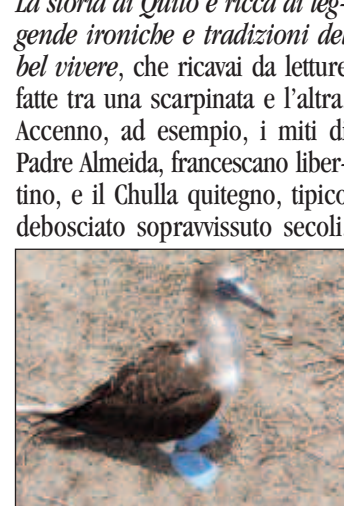 La storia di Quito è ricca di leg-
gende ironiche e tradizioni del
bel vivere, che ricavai da letture
fatte tra una scarpinata e l'altra.
Accenno, ad esempio, i miti di
Padre Almeida, francescano liber-
tino, e il Chulla quitegno, tipico
debosciato sopravvissuto secoli.